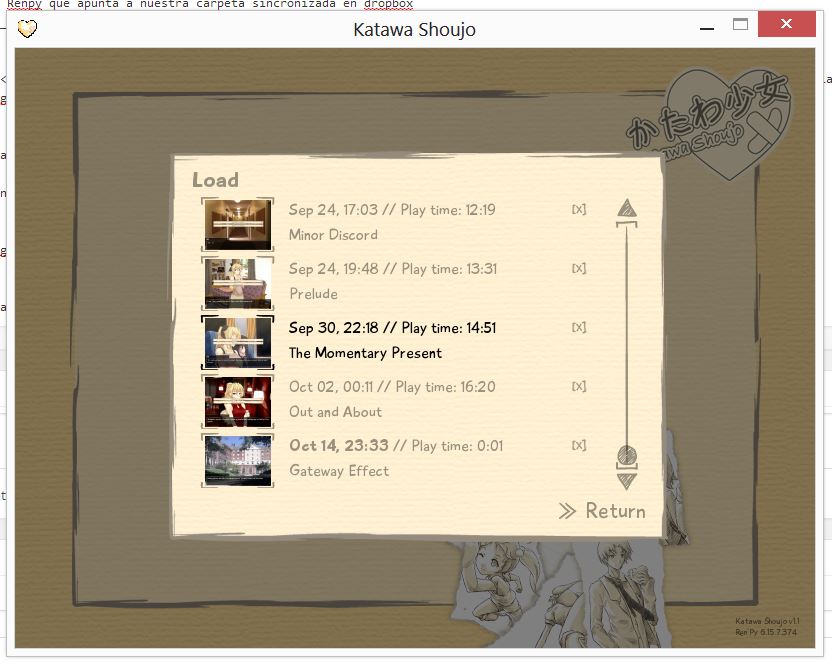 Renpy que apunta a nuestra carpeta sincronizada en dropbox
Katawa Shoujo
かたわ少女
Load
Sep 24, 17:03 // Play time: 12:19 [X]
Minor Discord
Sep 24, 19:48 // Play time: 13:31 [X]
Prelude
Sep 30, 22:18 // Play time: 14:51 [X]
The Momentary Present
Oct 02, 00:11 // Play time: 16:20 [X]
Out and About
Oct 14, 23:33 // Play time: 0:01 [X]
Gateway Effect
>> Return
Katawa Shoujo v1.1
Ren'Py 6.15.7.374